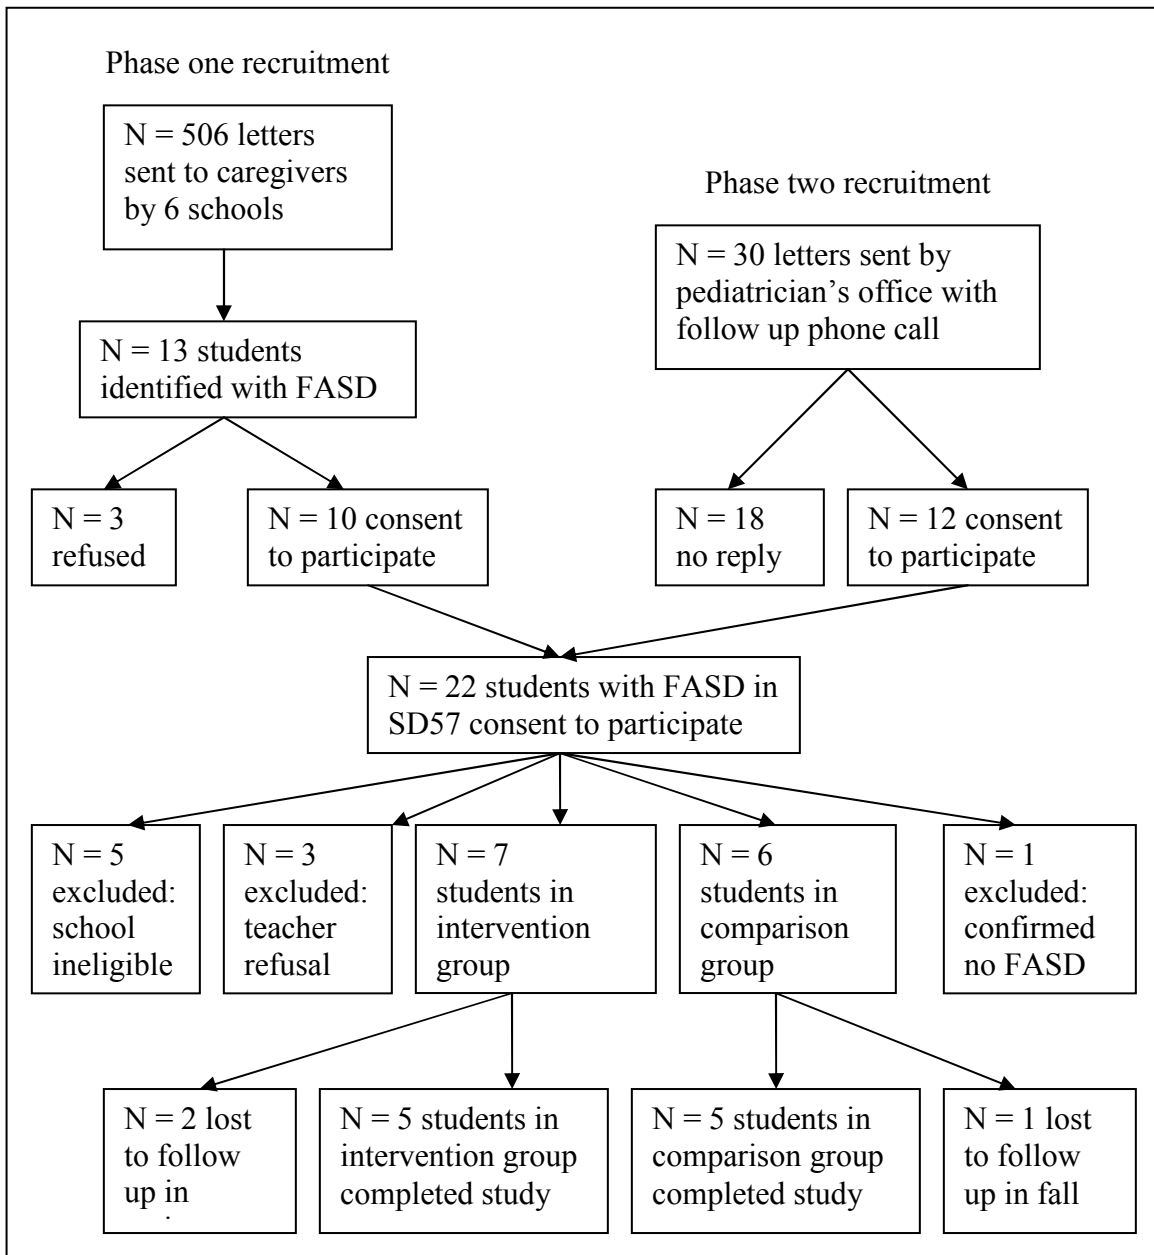 Phase one recruitment
N = 506 letters
sent to caregivers
by 6 schools
Phase two recruitment
N = 30 letters sent by
pediatrician’s office with
follow up phone call
N = 13 students
identified with FASD
N = 3
refused
N = 10 consent
to participate
N = 18
no reply
N = 12 consent
to participate
N = 22 students with FASD in
SD57 consent to participate
N = 5
excluded:
school
ineligible
N = 3
excluded:
teacher
refusal
N = 7
students in
intervention
group
N = 6
students in
comparison
group
N = 1
excluded:
confirmed
no FASD
N = 2 lost
to follow
up in
N = 5 students in
intervention group
completed study
N = 5 students in
comparison group
completed study
N = 1 lost
to follow
up in fall